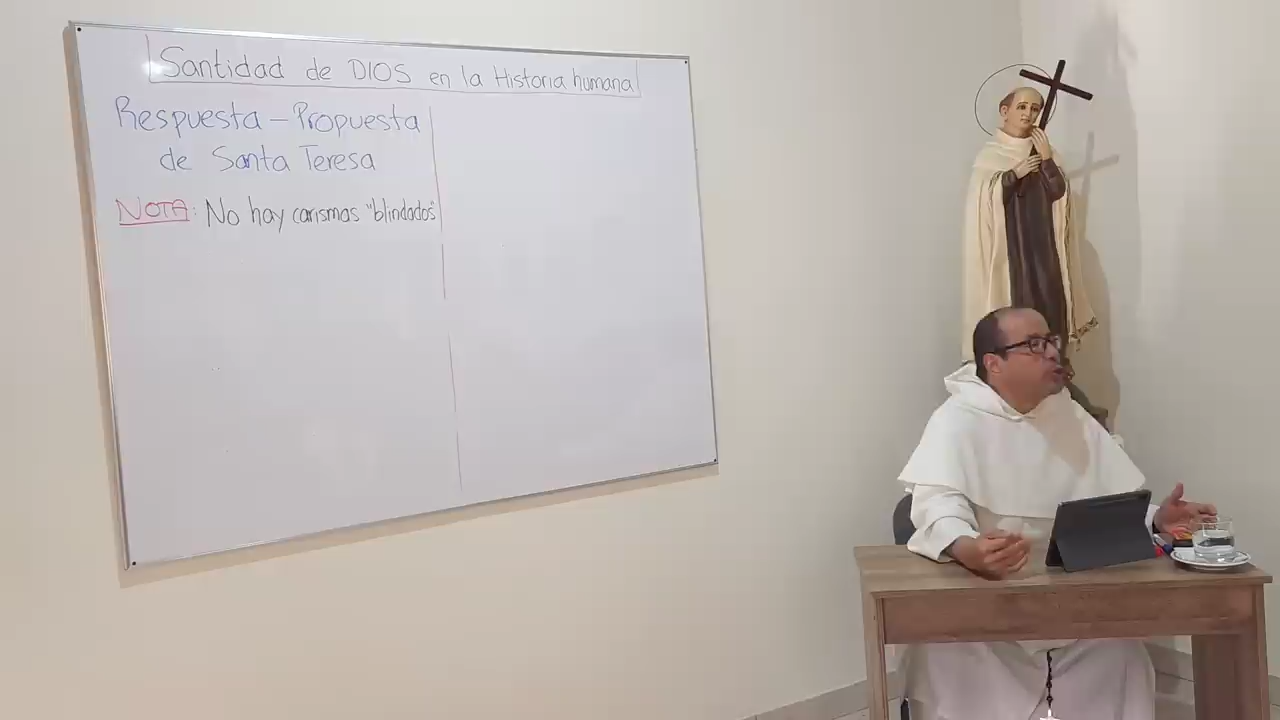 Santidad de DIOS en la Historia humana
Respuesta - Propuesta
de Santa Teresa
NOTA: No hay carismas "blindados"